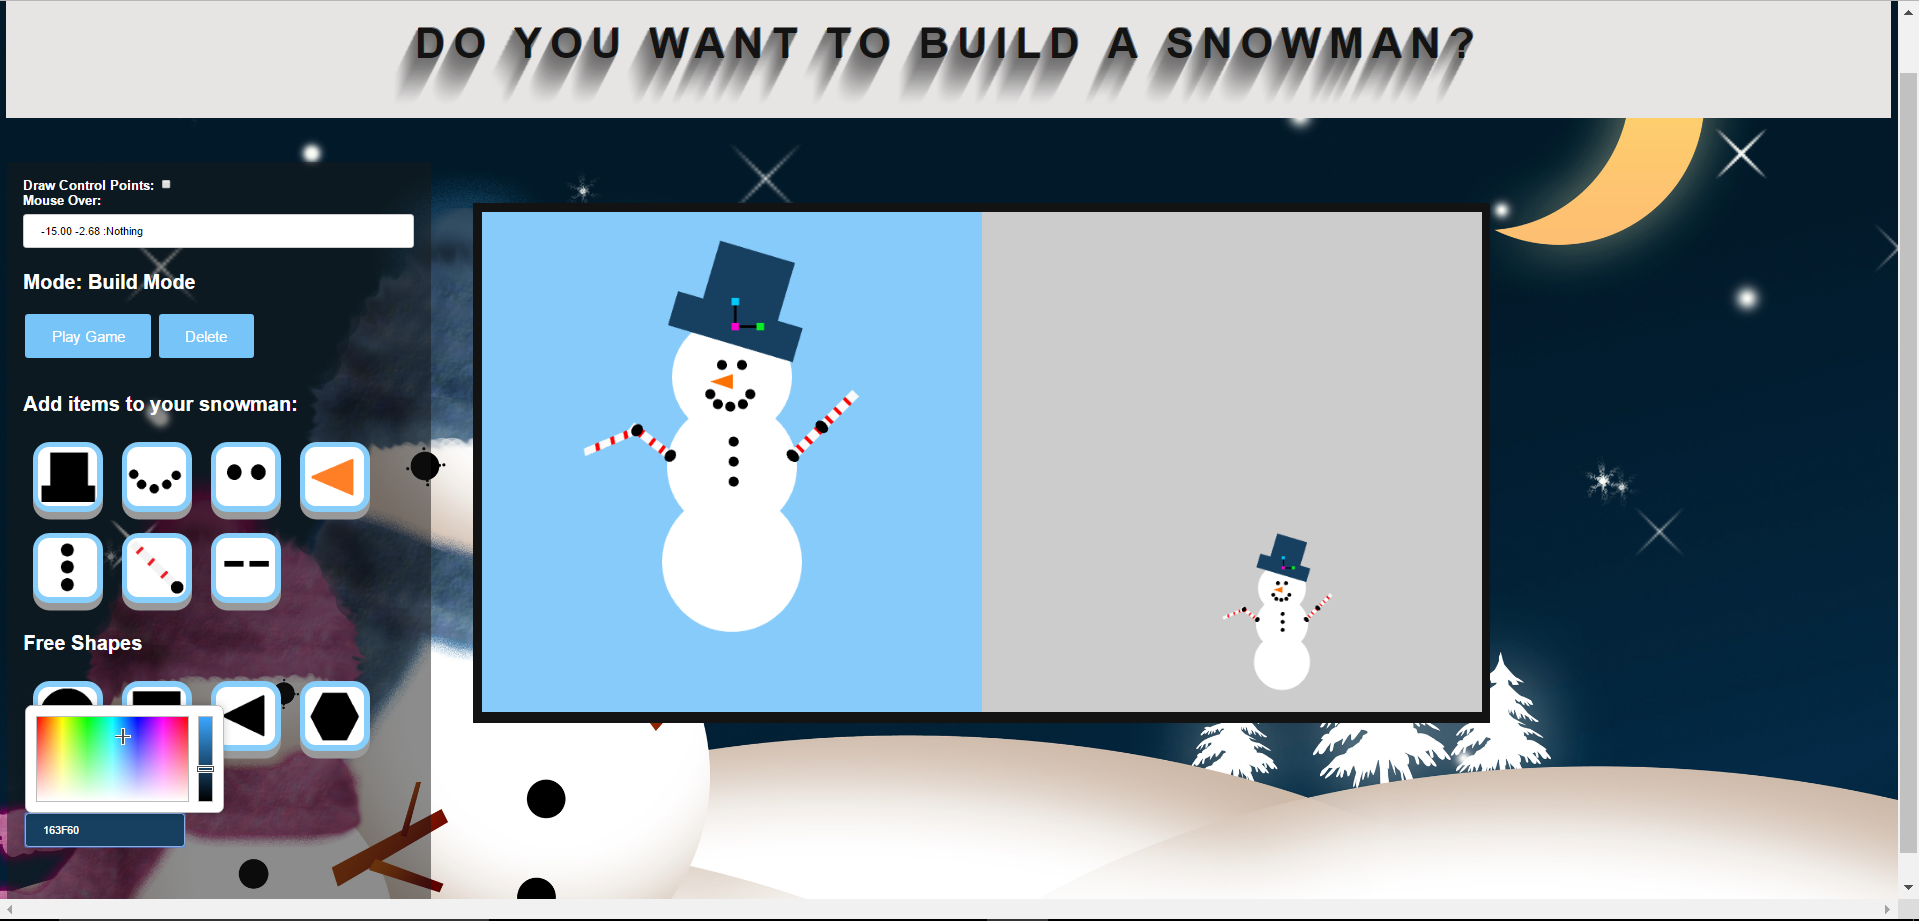 DO YOU WANT TO BUILD A SNOWMAN?
Draw Control Points:
Mouse Over:
-15.00 -2.68 :Nothing
Mode: Build Mode
Play Game
Delete
Add items to your snowman:
Free Shapes
163F60